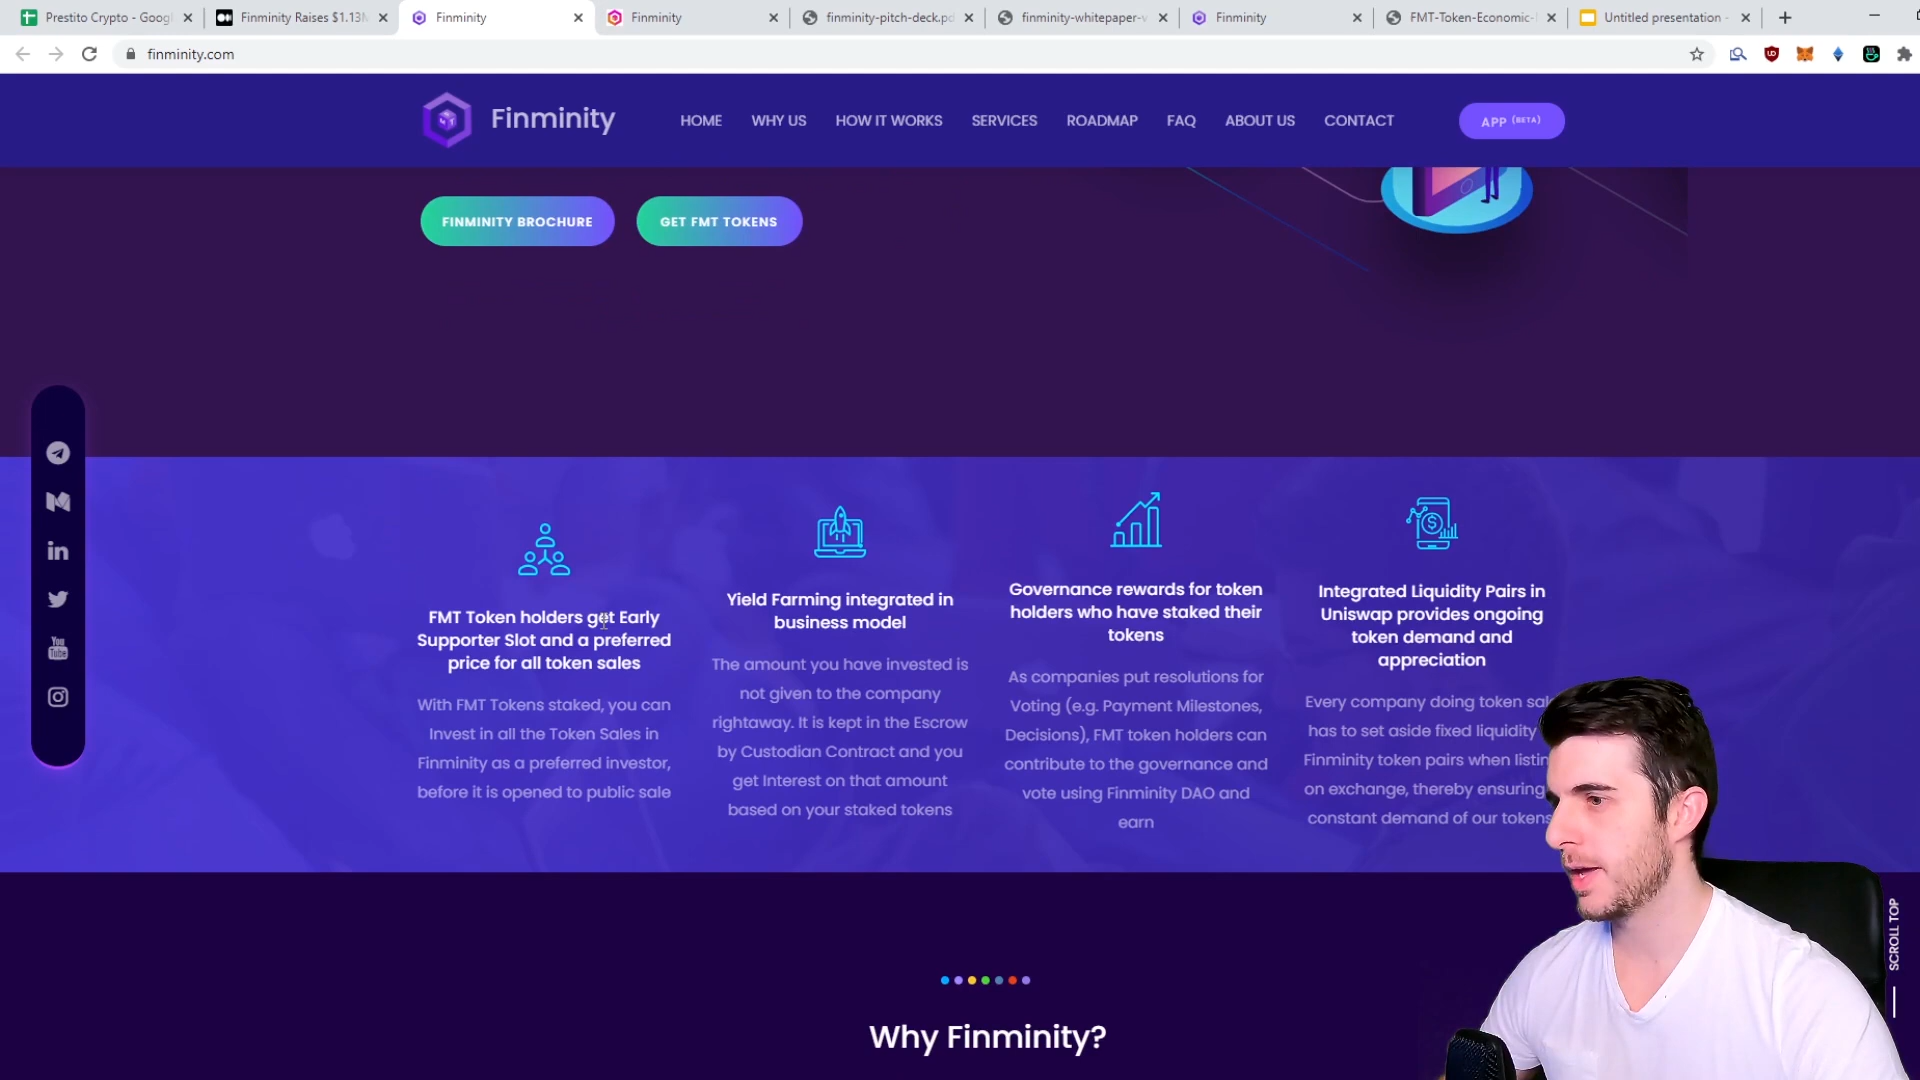 Prestito Crypto - Goog
Finminity Raises $1.13
Finminity
Finminity
finminity-pitch-deck.pd
finminity-whitepaper-v
Finminity
FMT-Token-Economic-
Untitled presentation -
finminity.com
Finminity
HOME
WHY US
HOW IT WORKS
SERVICES
ROADMAP
FAQ
ABOUT US
CONTACT
APP (BETA)
FINMINITY BROCHURE
GET FMT TOKENS
FMT Token holders get Early
Supporter Slot and a preferred
price for all token sales
With FMT Tokens staked, you can
Invest in all the Token Sales in
Finminity as a preferred investor,
before it is opened to public sale
Yield Farming integrated in
business model
The amount you have invested is
not given to the company
rightaway. It is kept in the Escrow
by Custodian Contract and you
get Interest on that amount
based on your staked tokens
Governance rewards for token
holders who have staked their
tokens
As companies put resolutions for
Voting (e.g. Payment Milestones,
Decisions), FMT token holders can
contribute to the governance and
vote using Finminity DAO and
earn
Integrated Liquidity Pairs in
Uniswap provides ongoing
token demand and
appreciation
Every company doing token sal
has to set aside fixed liquidity
Finminity token pairs when listin
on exchange, thereby ensuring
constant demand of our tokens
You
Tube
SCROLL TOP
Why Finminity?